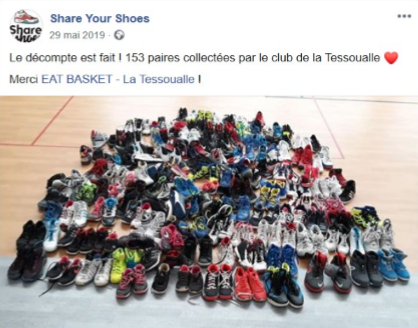 Share
Shoe
Share Your Shoes
29 mai 2019 ·
Le décompte est fait ! 153 paires collectées par le club de la Tessoualle ❤️
Merci EAT BASKET - La Tessoualle !